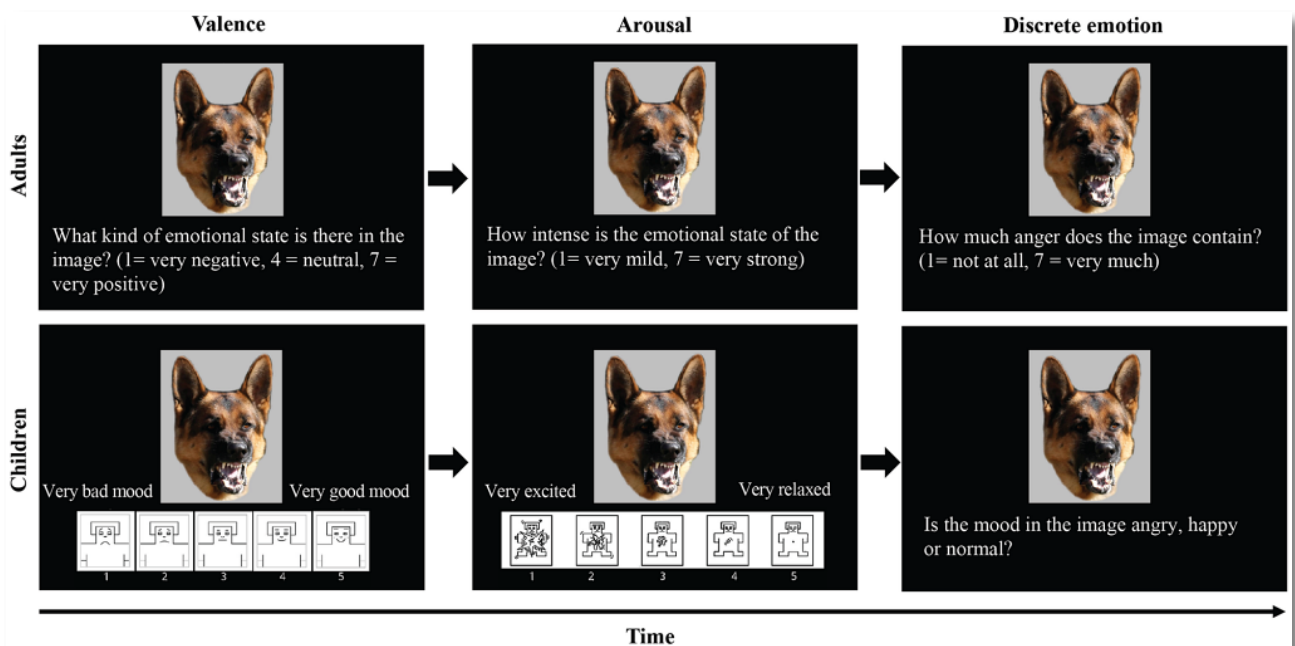 Valence
Arousal
Discrete emotion
Adults
What kind of emotional state is there in the
image? (1= very negative, 4 = neutral, 7 =
very positive)
How intense is the emotional state of the
image? (1= very mild, 7 = very strong)
How much anger does the image contain?
(1= not at all, 7 = very much)
Children
Very bad mood
Very good mood
1 2 3 4 5
Very excited
Very relaxed
1 2 3 4 5
Is the mood in the image angry, happy
or normal?
Time